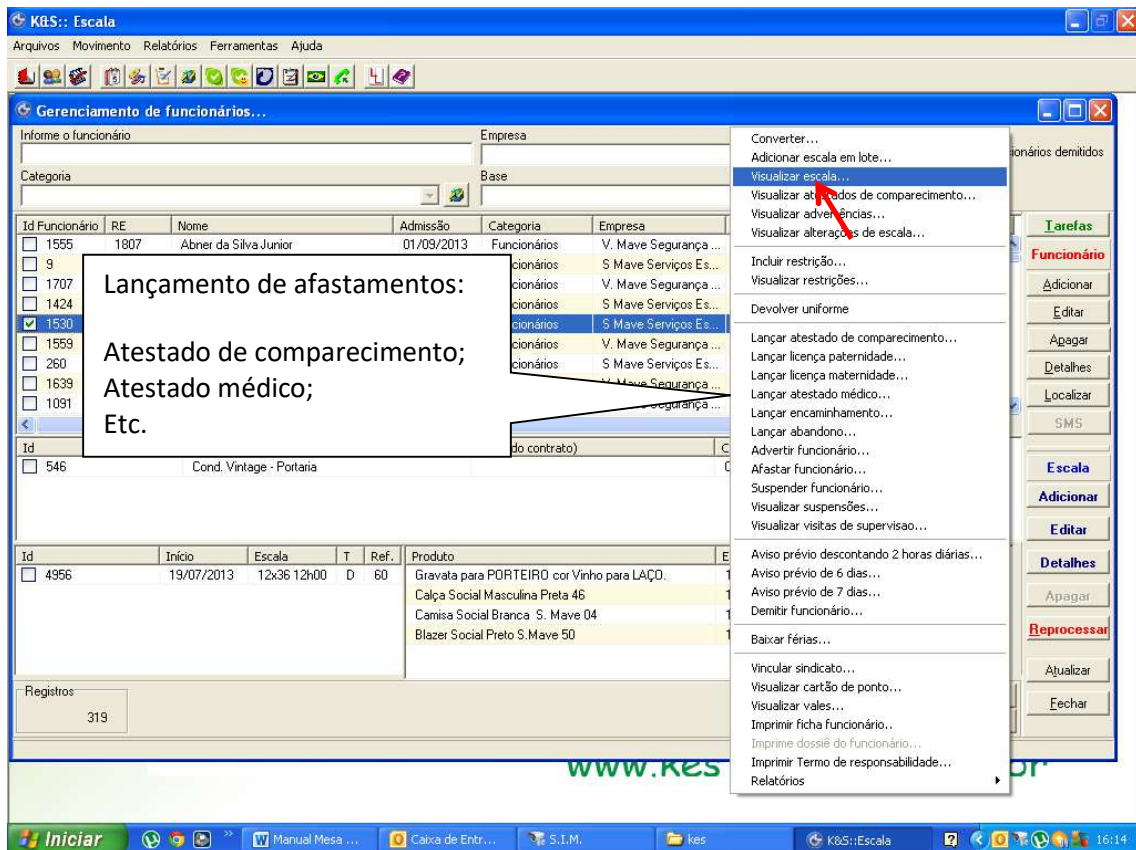 K&S:: Escala
Arquivos Movimento Relatórios Ferramentas Ajuda
Gerenciamento de funcionários...
Informe o funcionário
Empresa
ionários demitidos
Categoria
Base
Id Funcionário RE Nome Admissão Categoria Empresa
1555 1807 Abner da Silva Junior 01/09/2013 Funcionários V. Mave Segurança ...
9 cionários S Mave Serviços Es...
1707 cionários V. Mave Segurança ...
1424 cionários S Mave Serviços Es...
1530 cionários S Mave Serviços Es...
1559 cionários V. Mave Segurança ...
260 cionários S Mave Serviços Es...
1639 V. Mave Segurança ...
1091 Segurança ...
Lançamento de afastamentos:
Atestado de comparecimento;
Atestado médico;
Etc.
Id do contrato)
546 Cond. Vintage - Portaria
Id Início Escala T Ref. Produto
4956 19/07/2013 12x36 12h00 D 60 Gravata para PORTEIRO cor Vinho para LAÇO.
Calça Social Masculina Preta 46
Camisa Social Branca S. Mave 04
Blazer Social Preto S.Mave 50
Registros
319
Converter...
Adicionar escala em lote...
Visualizar escala...
Visualizar atestados de comparecimento...
Visualizar advertências...
Visualizar alterações de escala...
Incluir restrição...
Visualizar restrições...
Devolver uniforme
Lançar atestado de comparecimento...
Lançar licença paternidade...
Lançar licença maternidade...
Lançar atestado médico...
Lançar encaminhamento...
Lançar abandono...
Advertir funcionário...
Afastar funcionário...
Suspender funcionário...
Visualizar suspensões...
Visualizar visitas de supervisao...
Aviso prévio descontando 2 horas diárias...
Aviso prévio de 6 dias...
Aviso prévio de 7 dias...
Demitir funcionário...
Baixar férias...
Vincular sindicato...
Visualizar cartão de ponto...
Visualizar vales...
Imprimir ficha funcionário..
Imprime dossiê do funcionário...
Imprimir Termo de responsabilidade...
Relatórios
Tarefas
Funcionário
Adicionar
Editar
Apagar
Detalhes
Localizar
SMS
Escala
Adicionar
Editar
Detalhes
Apagar
Reprocessar
Atualizar
Fechar
www.kes
Iniciar Manual Mesa ... Caixa de Entr... S.I.M. kes K&S::Escala 16:14